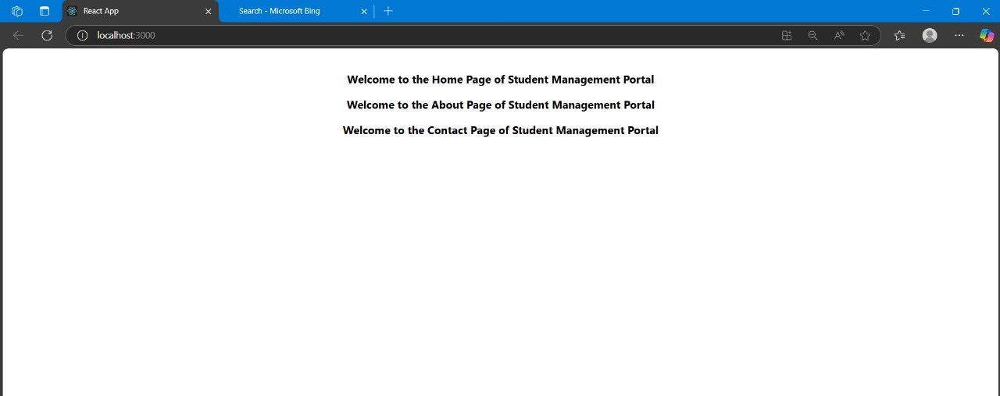 React App
Search - Microsoft Bing
localhost:3000
Welcome to the Home Page of Student Management Portal
Welcome to the About Page of Student Management Portal
Welcome to the Contact Page of Student Management Portal